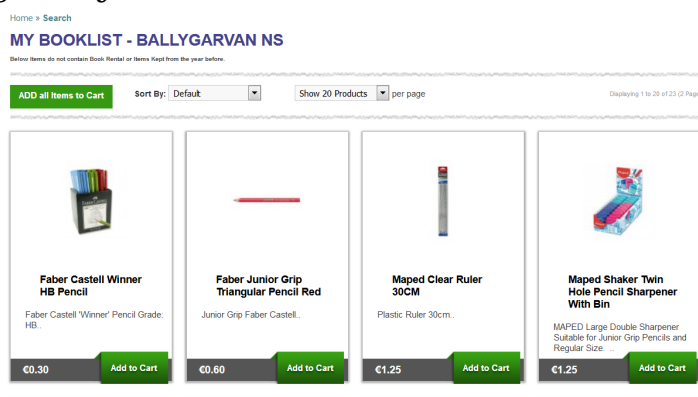 Home » Search
MY BOOKLIST - BALLYGARVAN NS
Below Items do not contain Book Rental or Items Kept from the year before.
ADD all Items to Cart
Sort By: Default
Show 20 Products per page
Displaying 1 to 20 of 23 (2 Page
Faber Castell Winner
HB Pencil
Faber Castell 'Winner' Pencil Grade:
HB..
€0.30
Add to Cart
Faber Junior Grip
Triangular Pencil Red
Junior Grip Faber Castell..
€0.60
Add to Cart
Maped Clear Ruler
30CM
Plastic Ruler 30cm..
€1.25
Add to Cart
Maped Shaker Twin
Hole Pencil Sharpener
With Bin
MAPED Large Double Sharpener
Suitable for Junior Grip Pencils and
Regular Size. ..
€1.25
Add to Cart